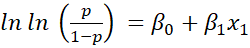 ln ln (p/(1−p)) = β₀ + β₁x₁